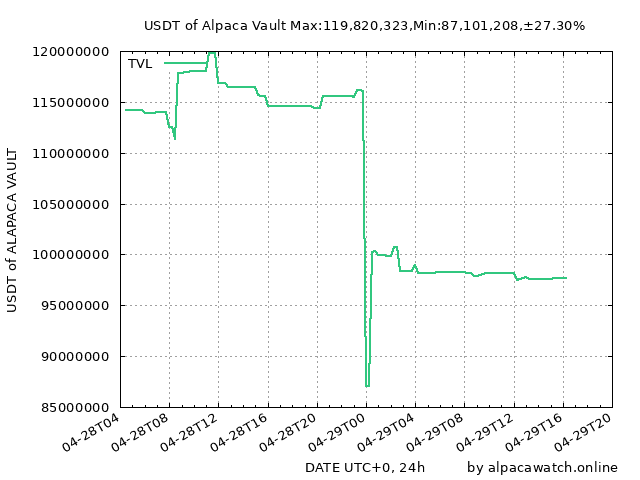 USDT of Alpaca Vault Max:119,820,323,Min:87,101,208,±27.30%
TVL
120000000
115000000
110000000
105000000
100000000
95000000
90000000
85000000
USDT of ALAPACA VAULT
04-28T04
04-28T08
04-28T12
04-28T16
04-28T20
04-29T00
04-29T04
04-29T08
04-29T12
04-29T16
04-29T20
DATE UTC+0, 24h
by alpacawatch.online